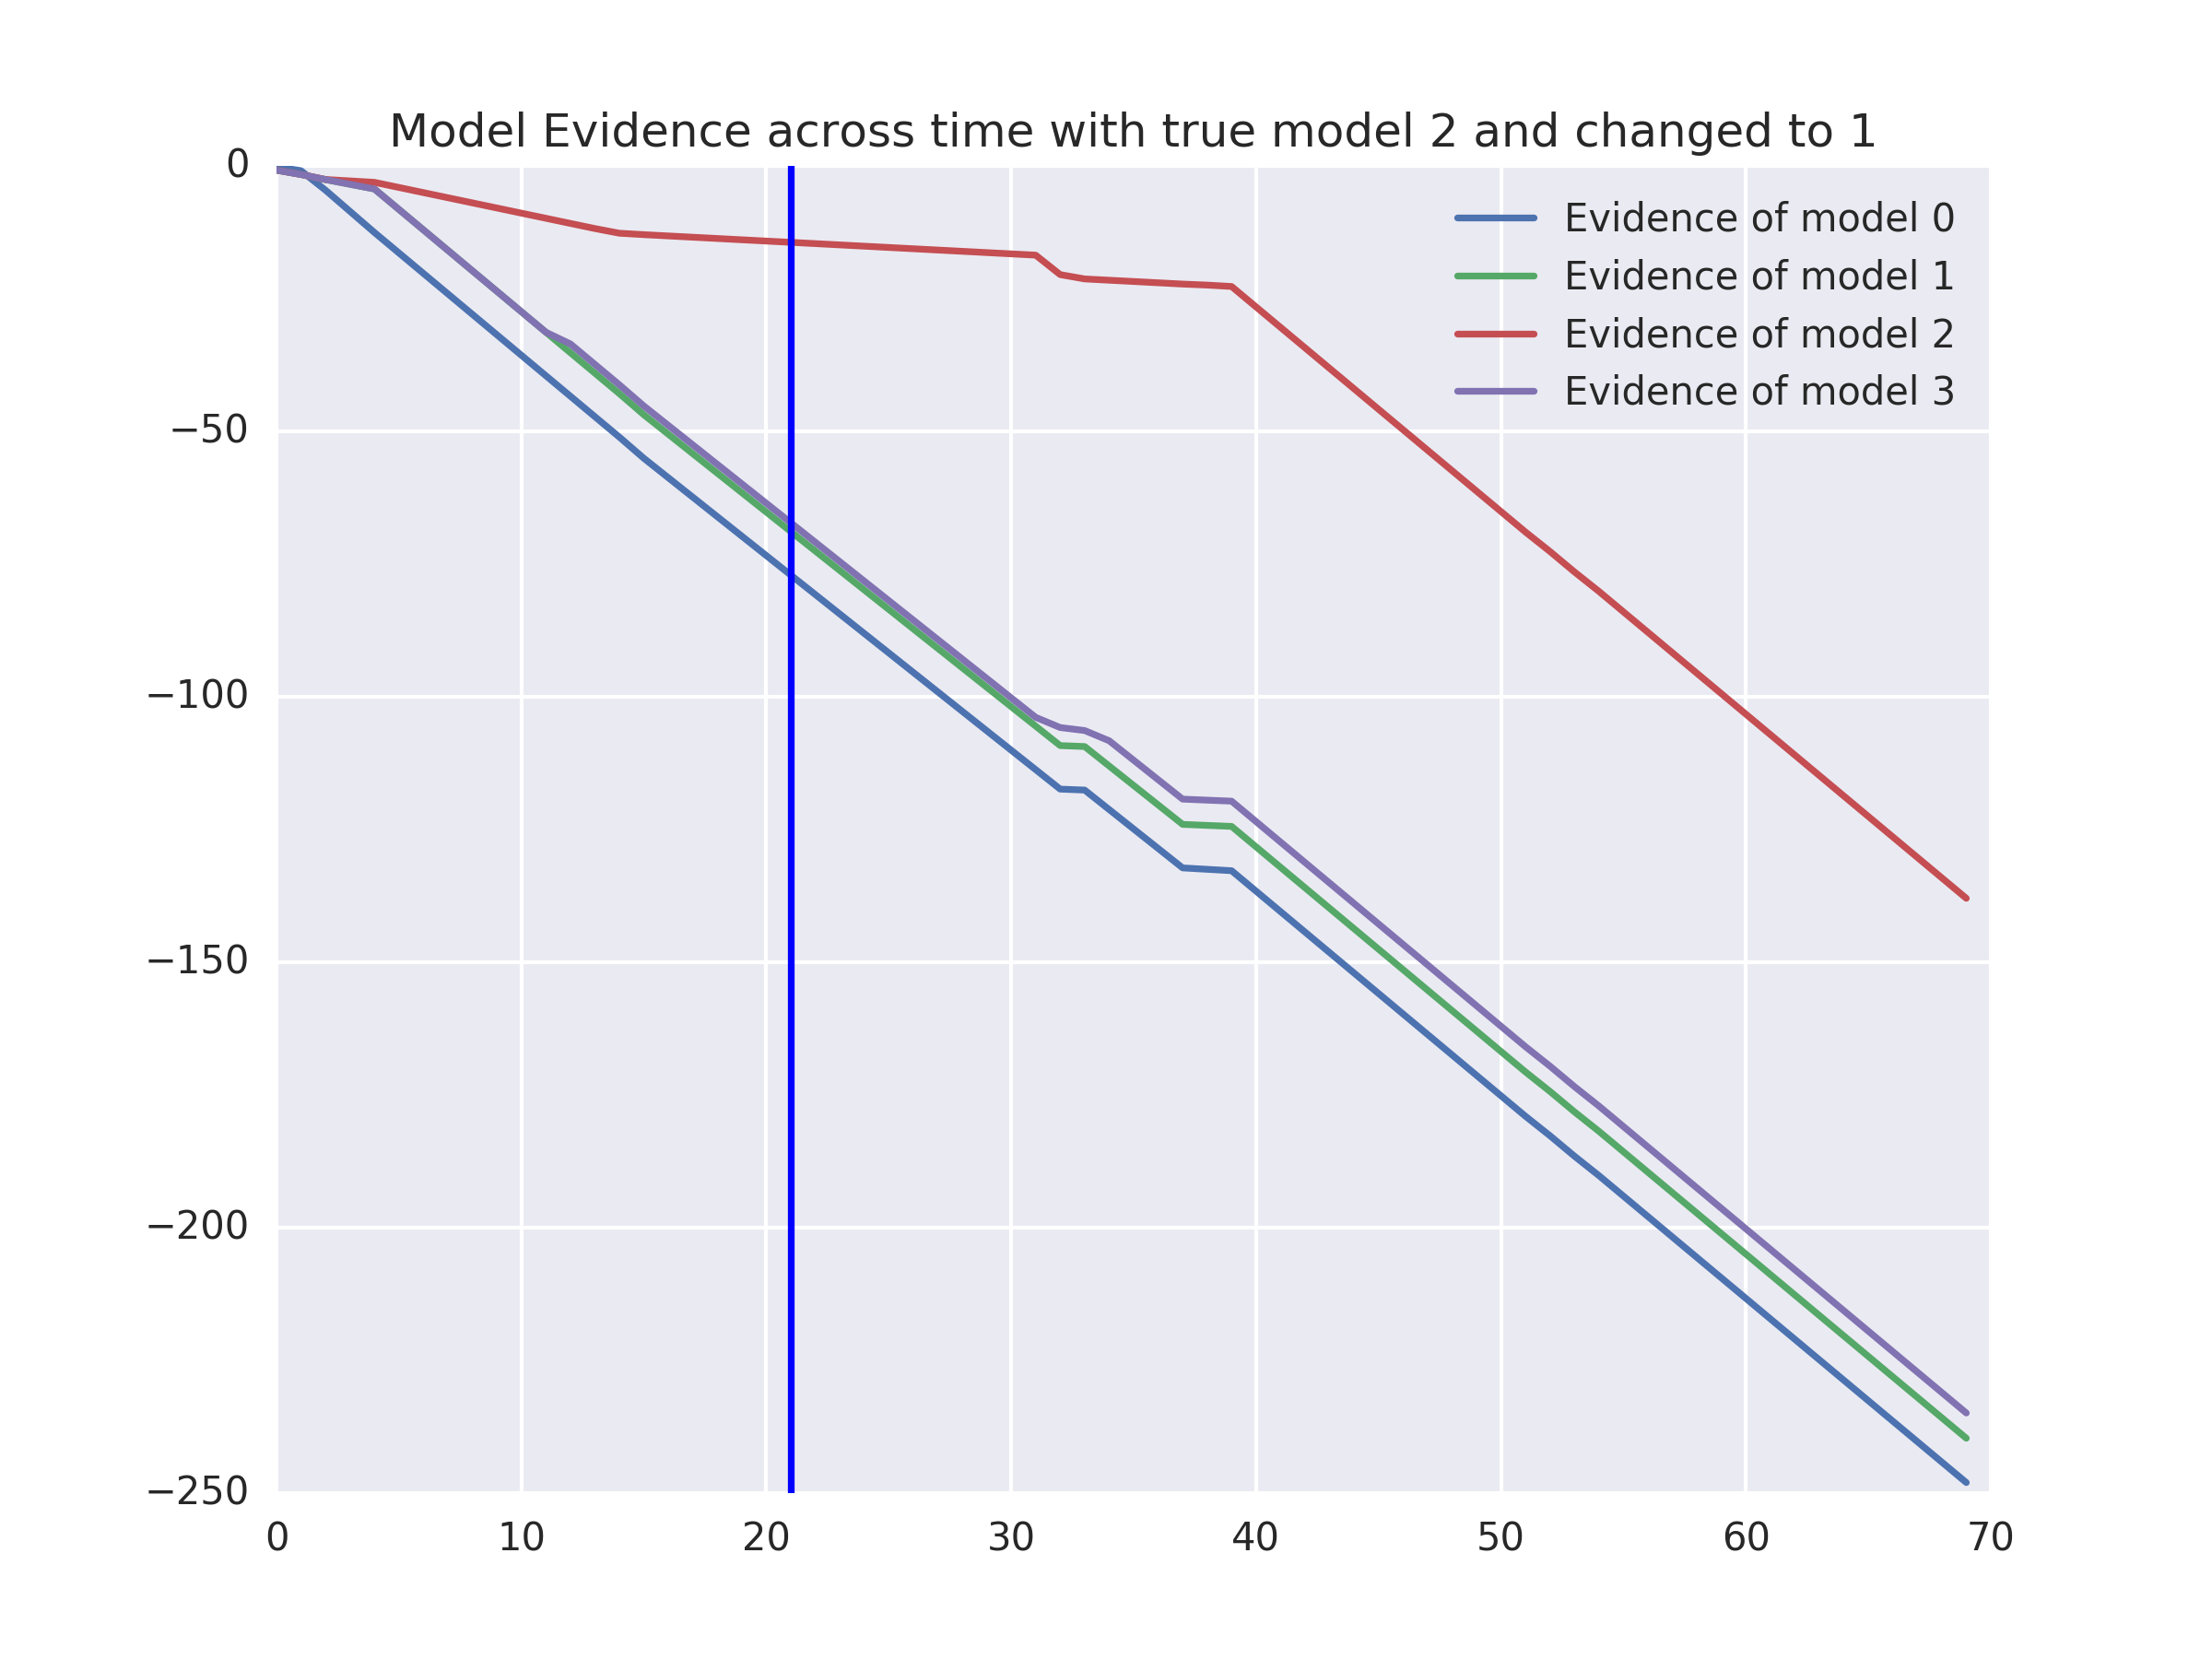 Model Evidence across time with true model 2 and changed to 1
0
−50
−100
−150
−200
−250
Evidence of model 0
Evidence of model 1
Evidence of model 2
Evidence of model 3
0 10 20 30 40 50 60 70